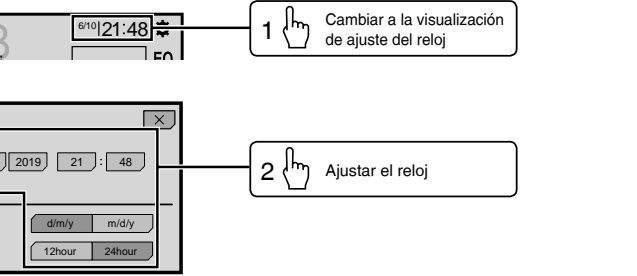 6/10 21:48
EQ
1 Cambiar a la visualización
de ajuste del reloj
2019 21 : 48
2 Ajustar el reloj
d/m/y m/d/y
12hour 24hour